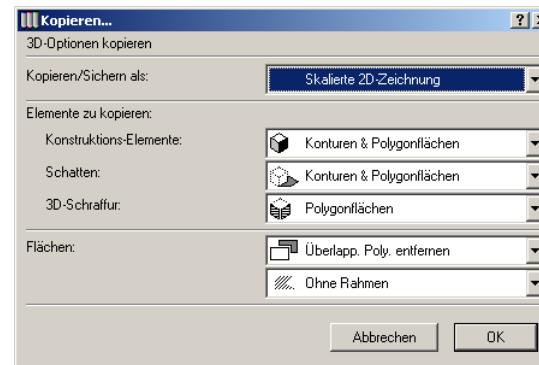 Kopieren...
3D-Optionen kopieren
Kopieren/Sichern als: Skalierte 2D-Zeichnung
Elemente zu kopieren:
Konstruktions-Elemente: Konturen & Polygonflächen
Schatten: Konturen & Polygonflächen
3D-Schraffur: Polygonflächen
Flächen: Überlapp. Poly. entfernen
Ohne Rahmen
Abbrechen OK